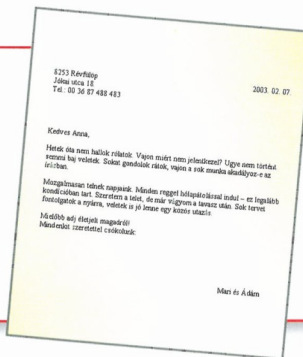 8253 Révfülöp
Jókai utca 18
Tel: 00 36 87 488 483
2003. 02. 07.
Kedves Anna,
Hetek óta nem hallok rólatok. Vajon miért nem jelentkezel? Ugye nem történt
semmi baj veletek. Sokat gondolok rátok, vajon a sok munka akadályoz-e az
írásban.
Mozgalmasan telnek napjaink. Minden reggel hólapátolással indul – ez legalább
kondícióban tart. Szeretem a telet, de már vágyom a tavasz után. Sok tervet
fontolgatok a nyárra, veletek is jó lenne egy közös utazás.
Mielőbb adj életjelt magadról!
Mindenkit szeretettel csókolunk:
Mari és Ádám